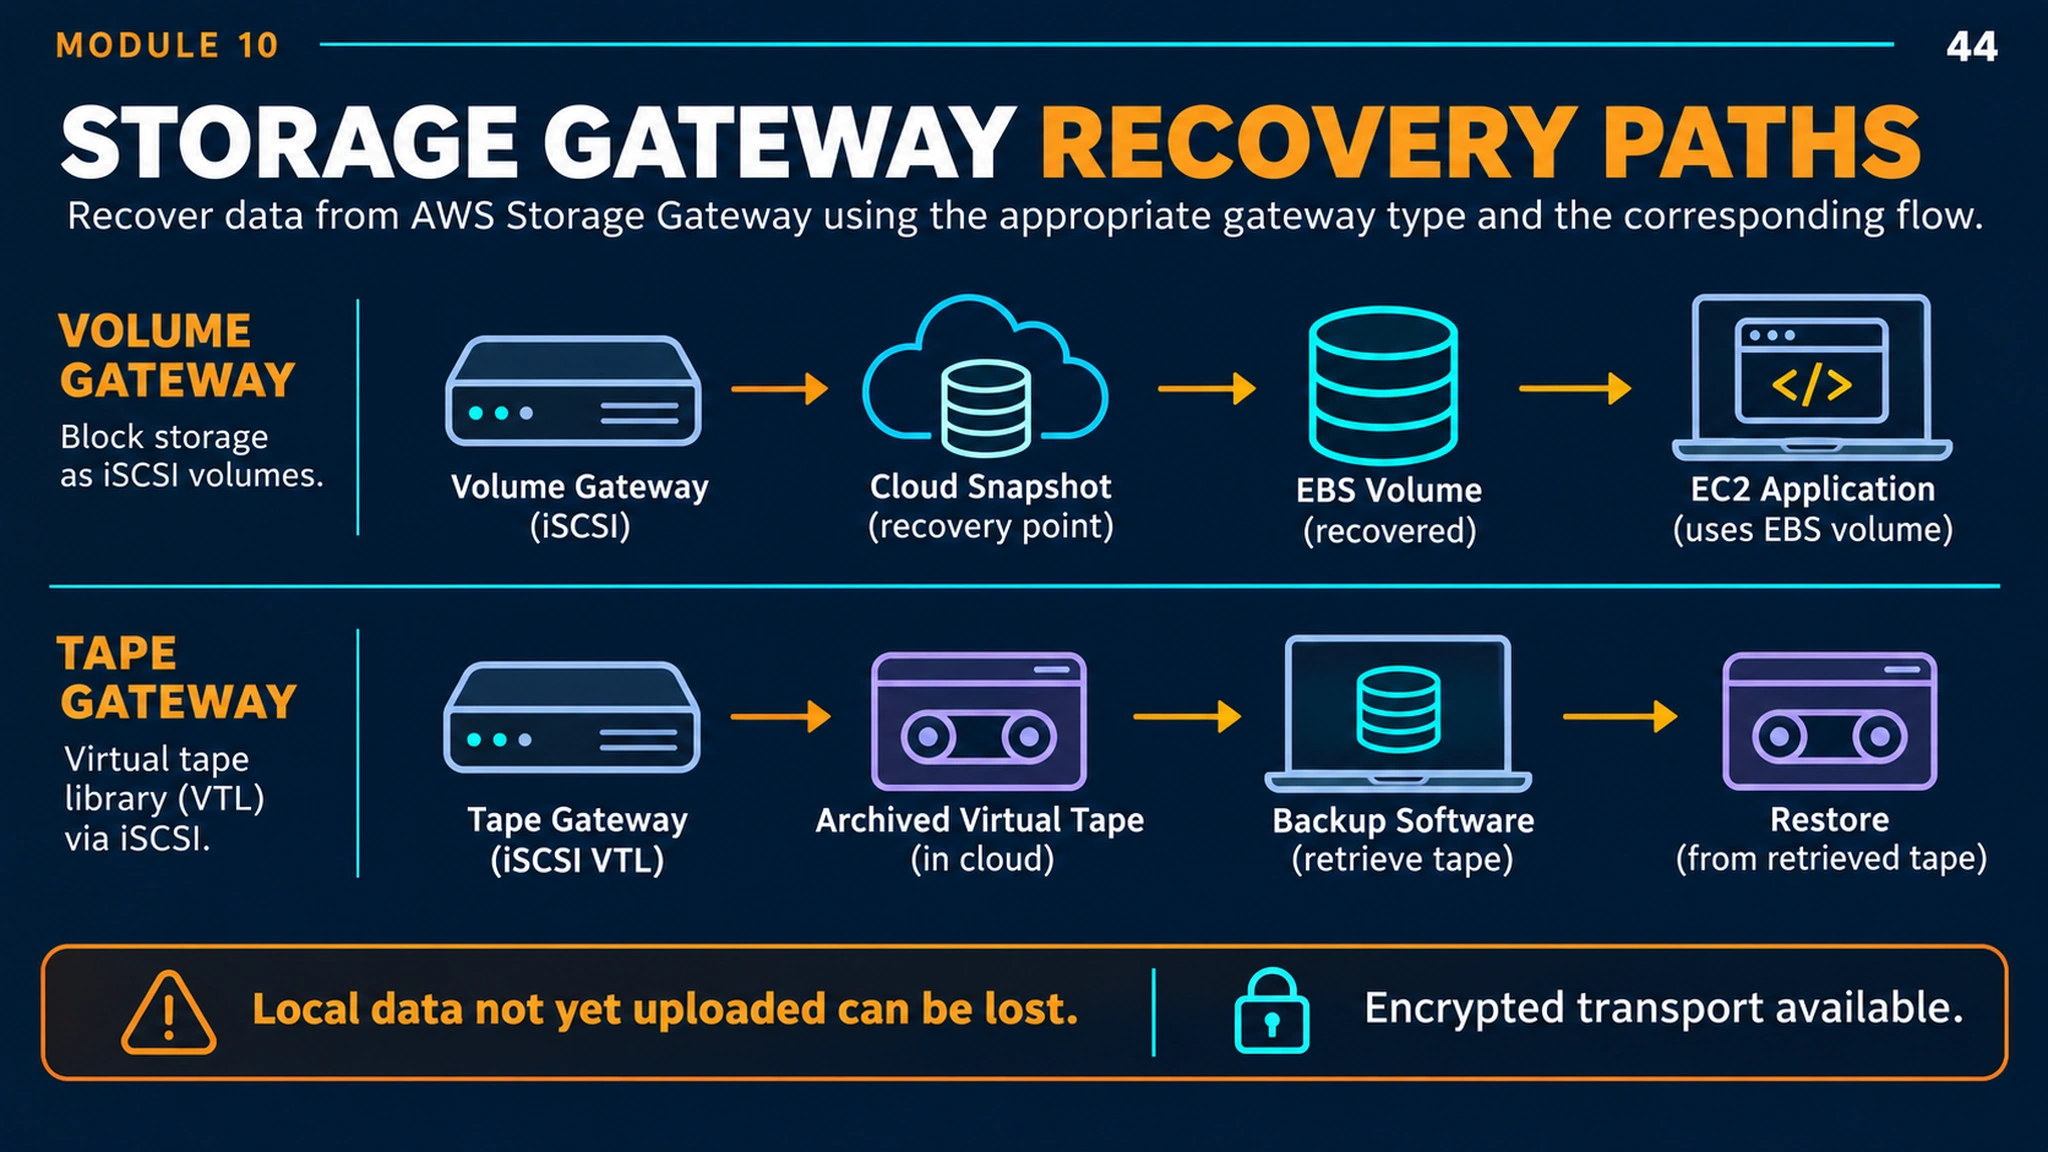 MODULE 10
44
STORAGE GATEWAY RECOVERY PATHS
Recover data from AWS Storage Gateway using the appropriate gateway type and the corresponding flow.
VOLUME
GATEWAY
Block storage
as iSCSI volumes.
</>
Volume Gateway
(iSCSI)
Cloud Snapshot
(recovery point)
EBS Volume
(recovered)
EC2 Application
(uses EBS volume)
TAPE
GATEWAY
Virtual tape
library (VTL)
via iSCSI.
Tape Gateway
(iSCSI VTL)
Archived Virtual Tape
(in cloud)
Backup Software
(retrieve tape)
Restore
(from retrieved tape)
Local data not yet uploaded can be lost.
Encrypted transport available.